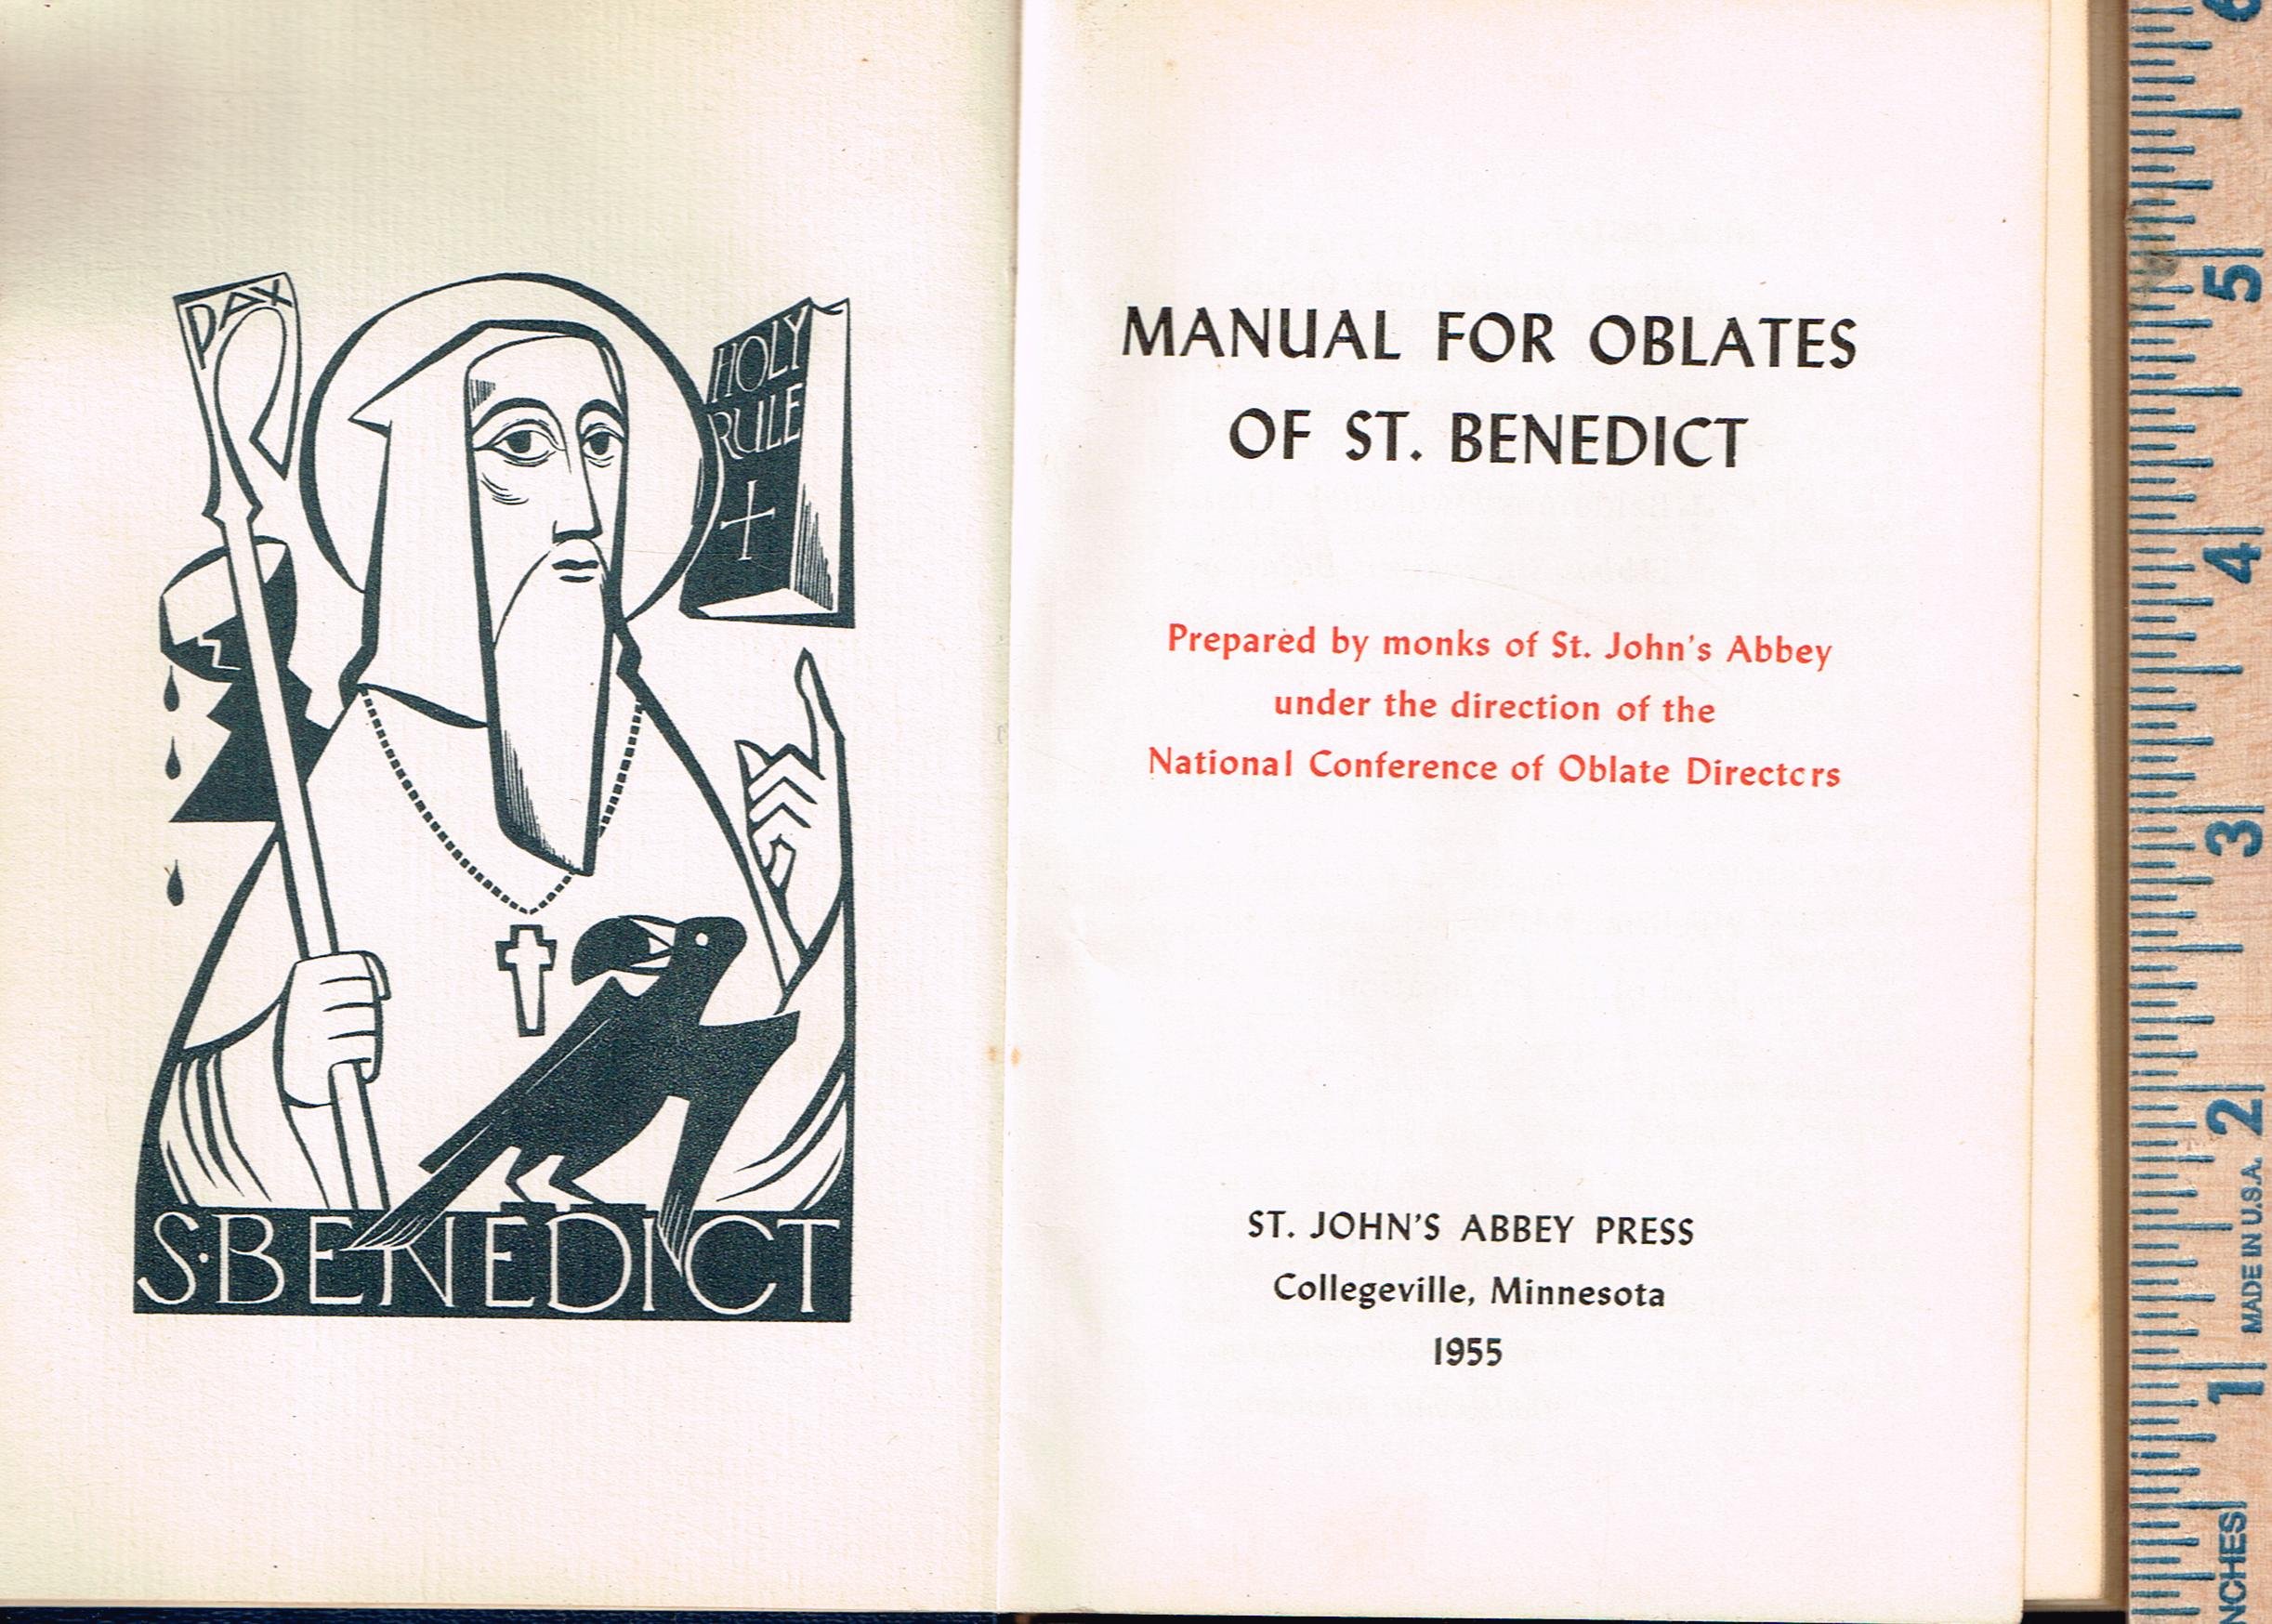 PAX
HOLY
RULE
S·BENEDICT
MANUAL FOR OBLATES
OF ST. BENEDICT
Prepared by monks of St. John's Abbey
under the direction of the
National Conference of Oblate Directors
ST. JOHN'S ABBEY PRESS
Collegeville, Minnesota
1955
6
5
4
3
2
1
MADE IN U.S.A.
NCHES